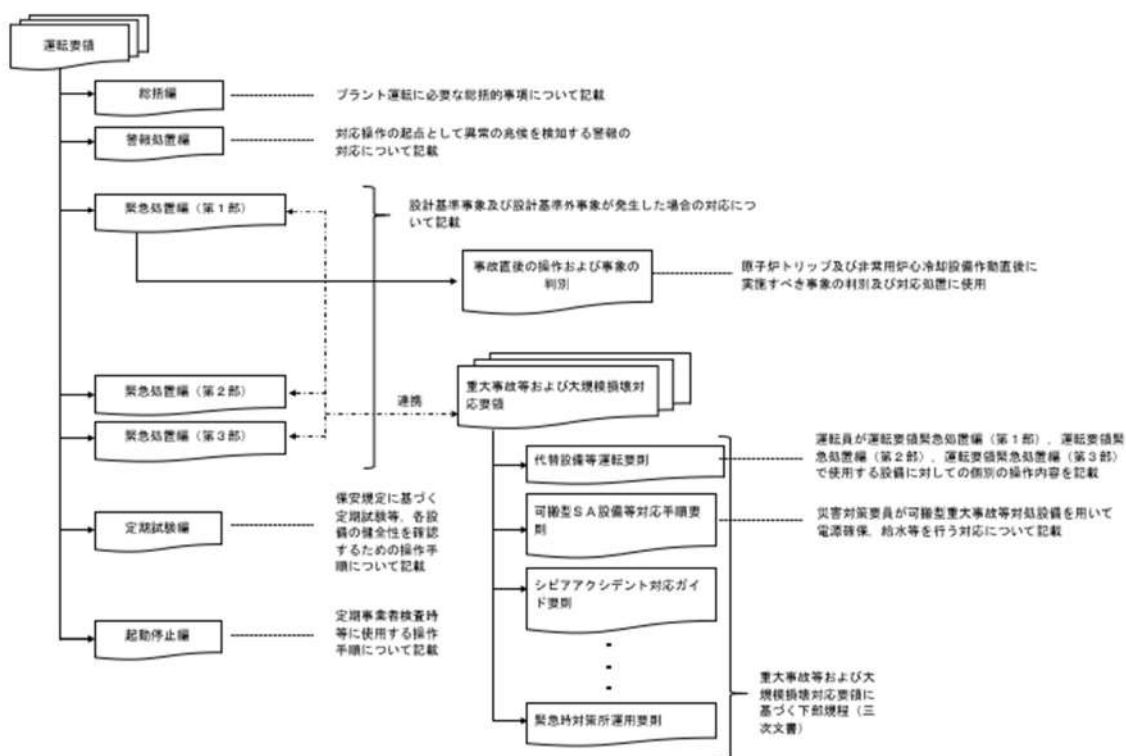 運転要領
総括編
プラント運転に必要な総括的事項について記載
警報処置編
対応操作の起点として異常の兆候を検知する警報の
対応について記載
緊急処置編（第１部）
設計基準事象及び設計基準外事象が発生した場合の対応につ
いて記載
事故直後の操作および事象の
判別
原子炉トリップ及び非常用炉心冷却設備作動直後に
実施すべき事象の判別及び対応処置に使用
緊急処置編（第２部）
連携
重大事故等および大規模損壊対
応要領
緊急処置編（第３部）
代替設備等運転要則
運転員が運転要領緊急処置編（第１部）、運転要領緊
急処置編（第２部）、運転要領緊急処置編（第３部）
で使用する設備に対しての個別の操作内容を記載
定期試験編
保安規定に基づく
定期試験等、各設
備の健全性を確認
するための操作手
順について記載
可搬型ＳＡ設備等対応手順要
則
災害対策要員が可搬型重大事故等対処設備を用いて
電源確保、給水等を行う対応について記載
シビアアクシデント対応ガイ
ド要則
起動停止編
定期事業者検査時
等に使用する操作
手順について記載
緊急時対策所運用要則
重大事故等および大
規模損壊対応要領に
基づく下部規程（三
次文書）